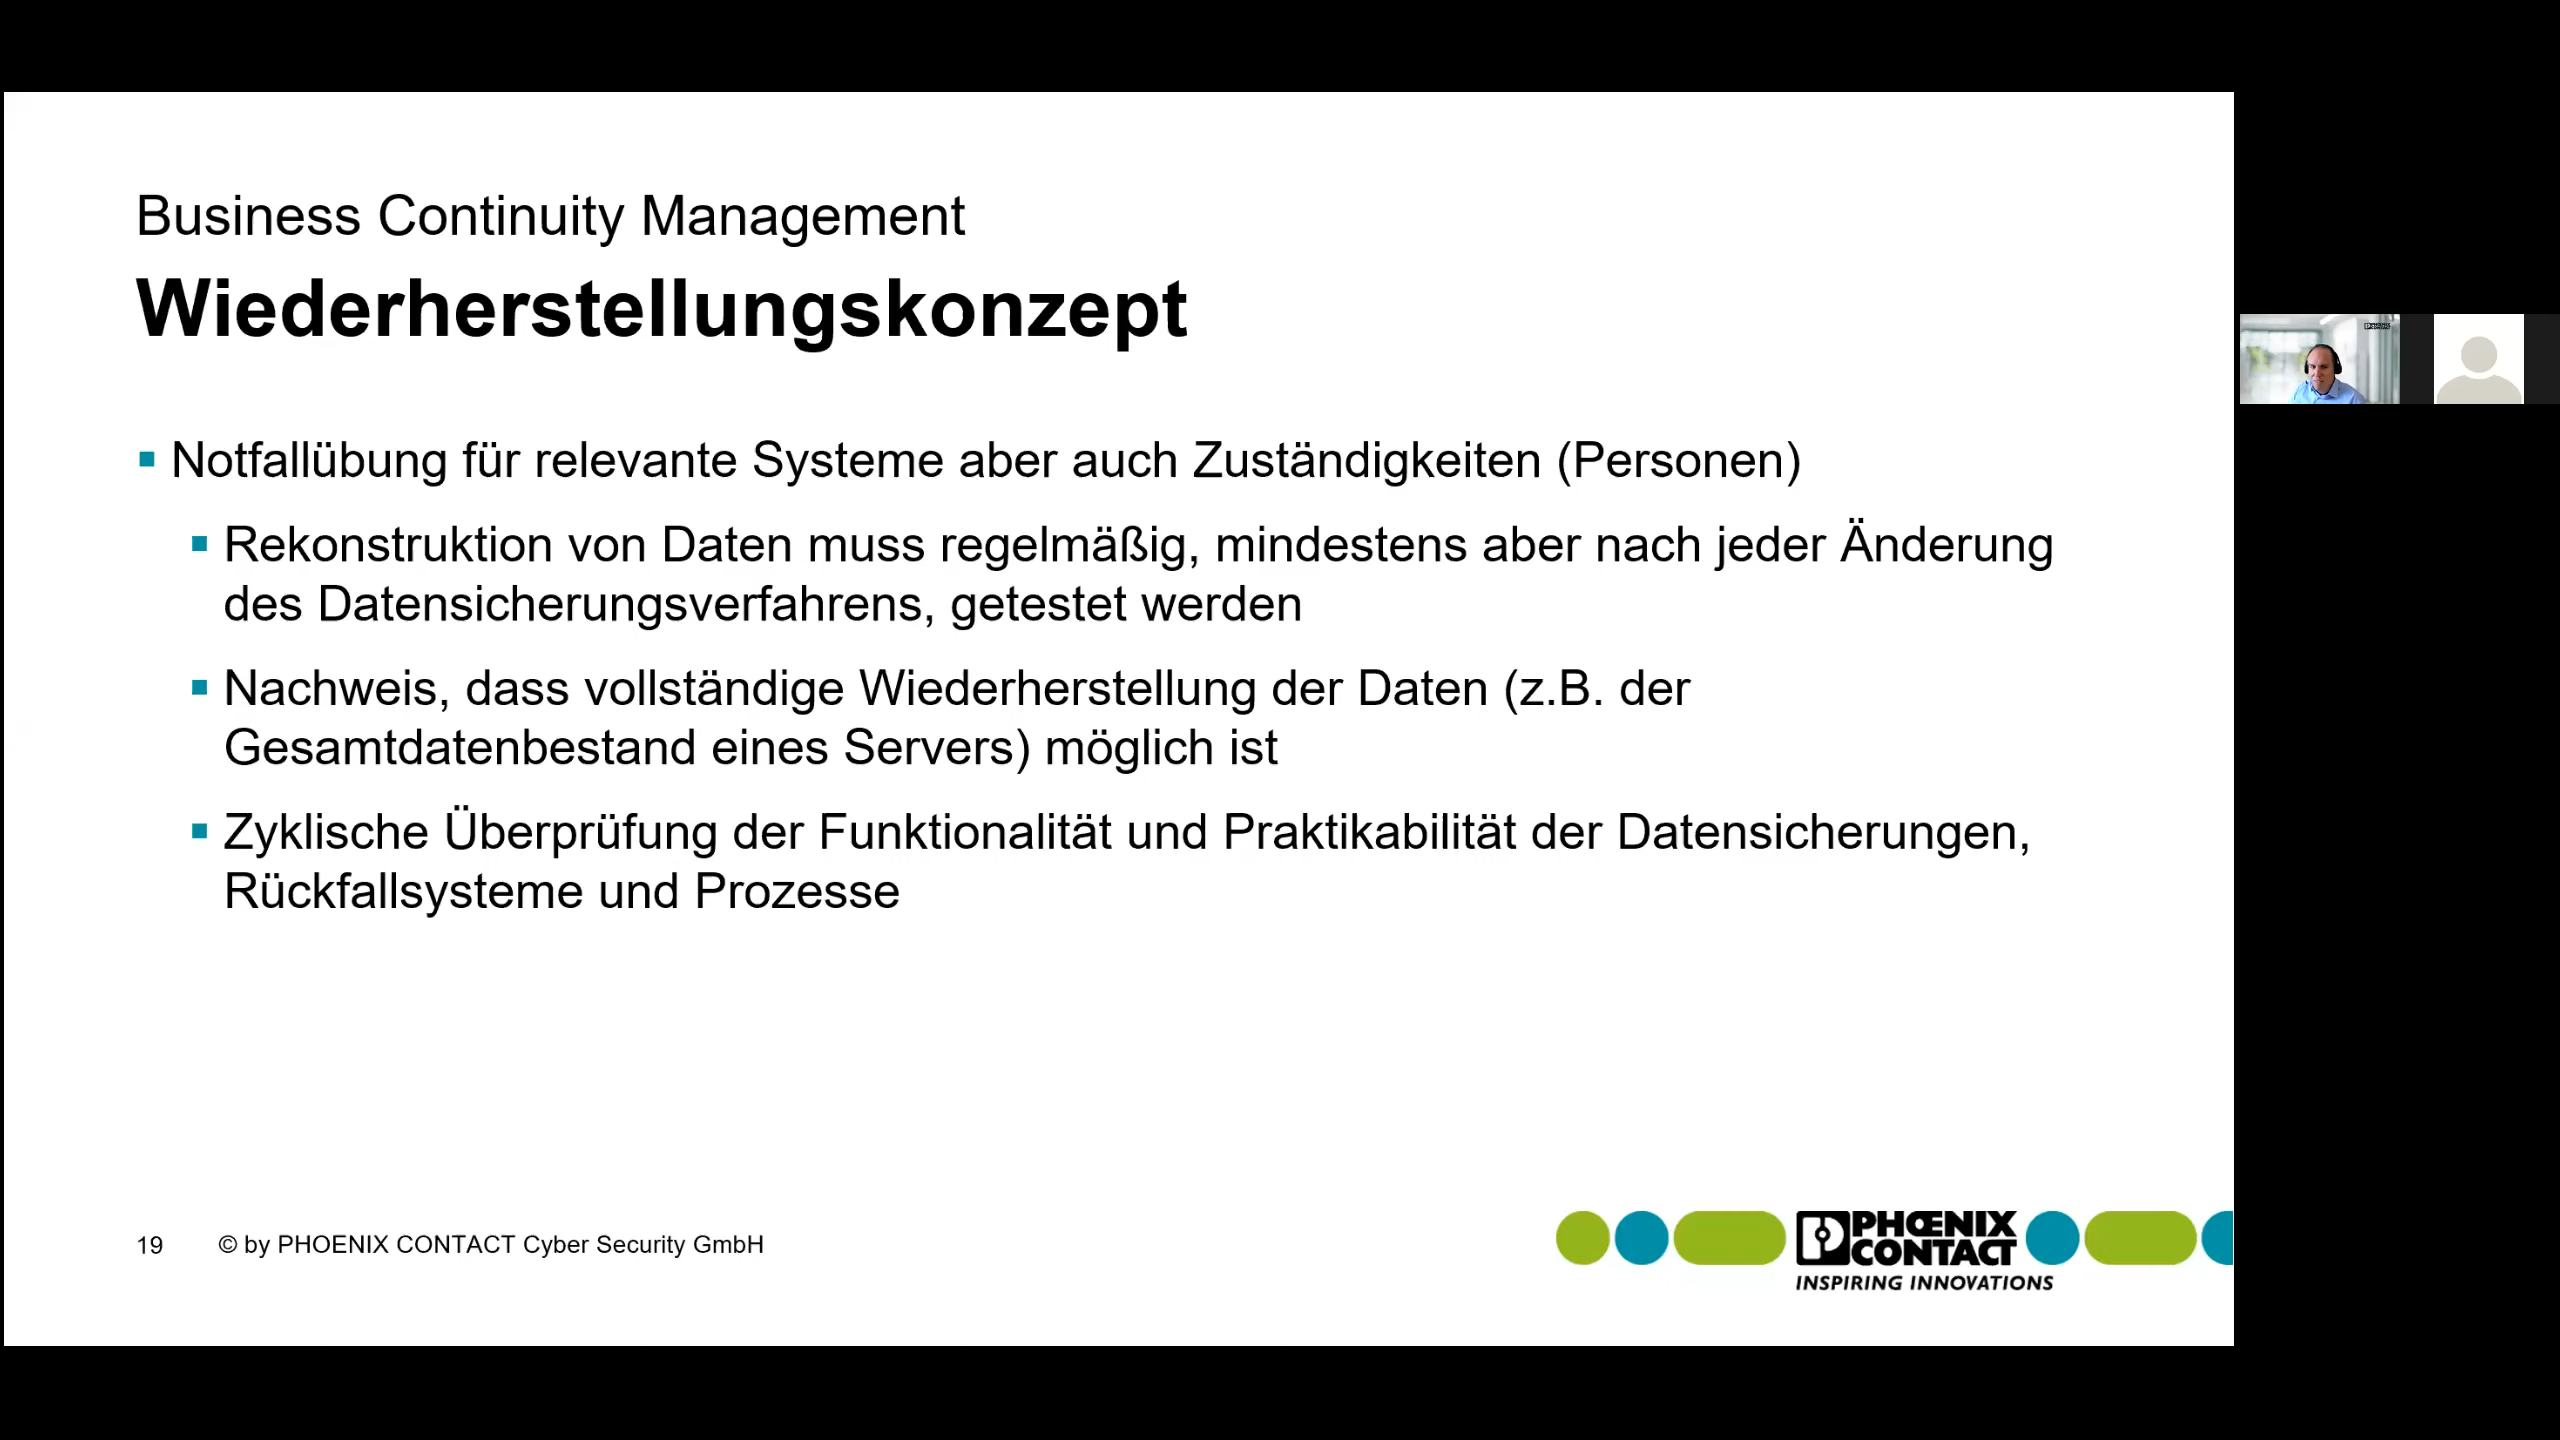 Business Continuity Management
Wiederherstellungskonzept
Notfallübung für relevante Systeme aber auch Zuständigkeiten (Personen)
Rekonstruktion von Daten muss regelmäßig, mindestens aber nach jeder Änderung
des Datensicherungsverfahrens, getestet werden
Nachweis, dass vollständige Wiederherstellung der Daten (z.B. der
Gesamtdatenbestand eines Servers) möglich ist
Zyklische Überprüfung der Funktionalität und Praktikabilität der Datensicherungen,
Rückfallsysteme und Prozesse
19 © by PHOENIX CONTACT Cyber Security GmbH
PHŒNIX
CONTACT
INSPIRING INNOVATIONS